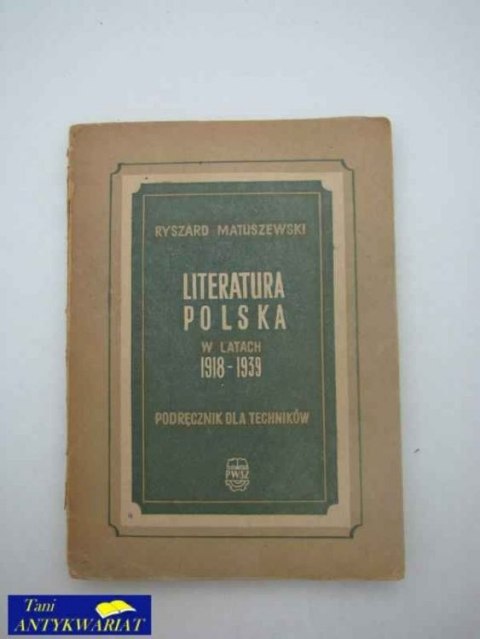 RYSZARD MATUSZEWSKI
LITERATURA
POLSKA
W LATACH
1918-1939
PODRĘCZNIK DLA TECHNIKÓW
PWSZ
Tani
ANTYKWARIAT